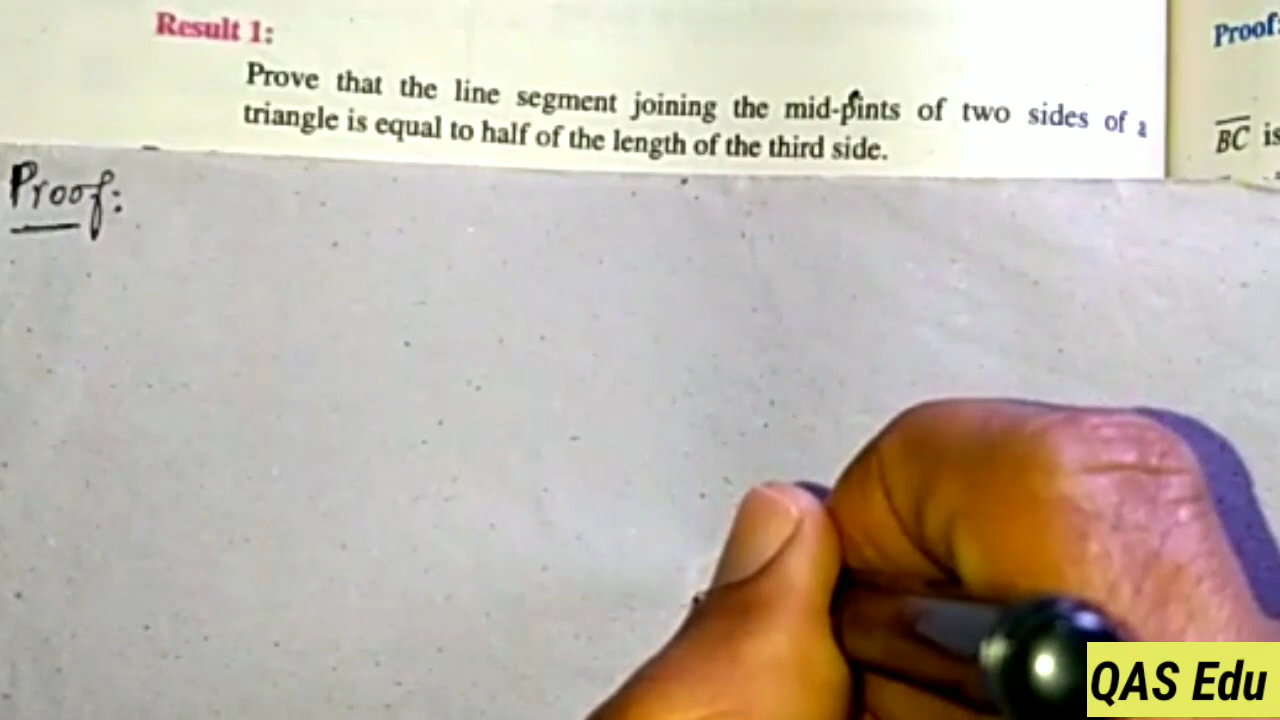 Result 1:
Prove that the line segment joining the mid-pints of two sides of a
triangle is equal to half of the length of the third side.
Proof:
Proof:
BC is
QAS Edu